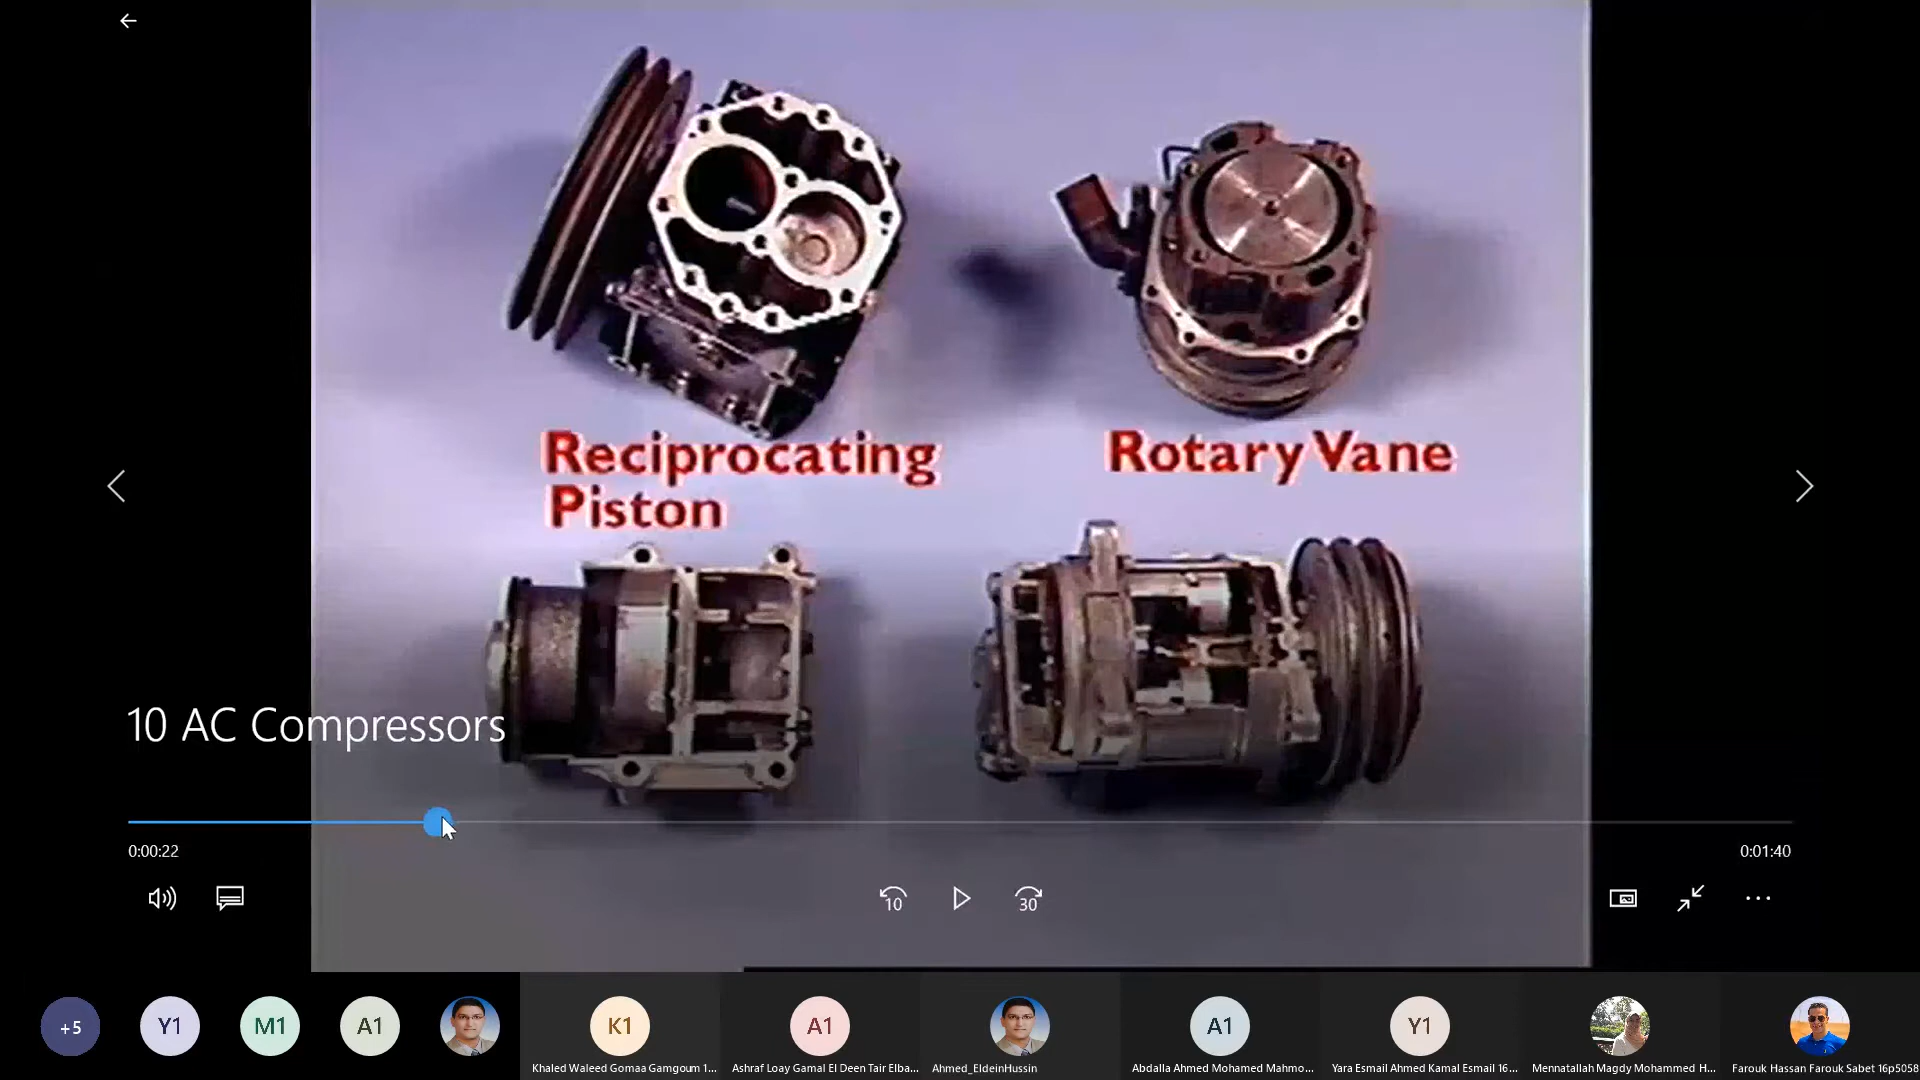 Reciprocating
Piston
Rotary Vane
10 AC Compressors
0:00:22
0:01:40
10
30
+5
Y1
M1
A1
K1
A1
A1
Y1
Khaled Waleed Gomaa Gamgoum 1...
Ashraf Loay Gamal El Deen Tair Elba...
Ahmed_EldeinHussin
Abdalla Ahmed Mohamed Mahmo...
Yara Esmail Ahmed Kamal Esmail 16...
Mennatallah Magdy Mohammed H...
Farouk Hassan Farouk Sabet 16p5058